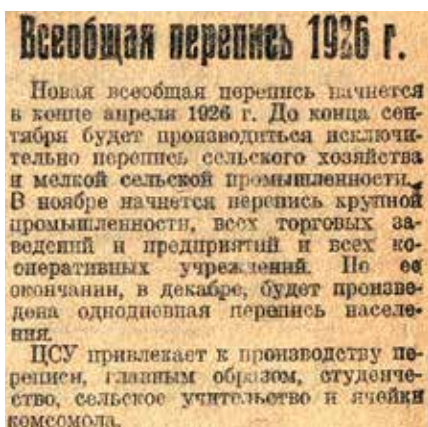 Всеобщая перепись 1926 г.
Новая всеобщая перепись начнется
в конце апреля 1926 г. До конца сен-
тября будет производиться исключи-
тельно перепись сельского хозяйства
и мелкой сельской промышленности.
В ноябре начнется перепись крупной
промышленности, всех торговых за-
ведений и предприятий и всех ко-
оперативных учреждений. По ее
окончании, в декабре, будет произве-
дена однодневная перепись населе-
ния.
ЦСУ привлекает к производству пе-
реписи, главным образом, студенче-
ство, сельское учительство и ячейки
комсомола.